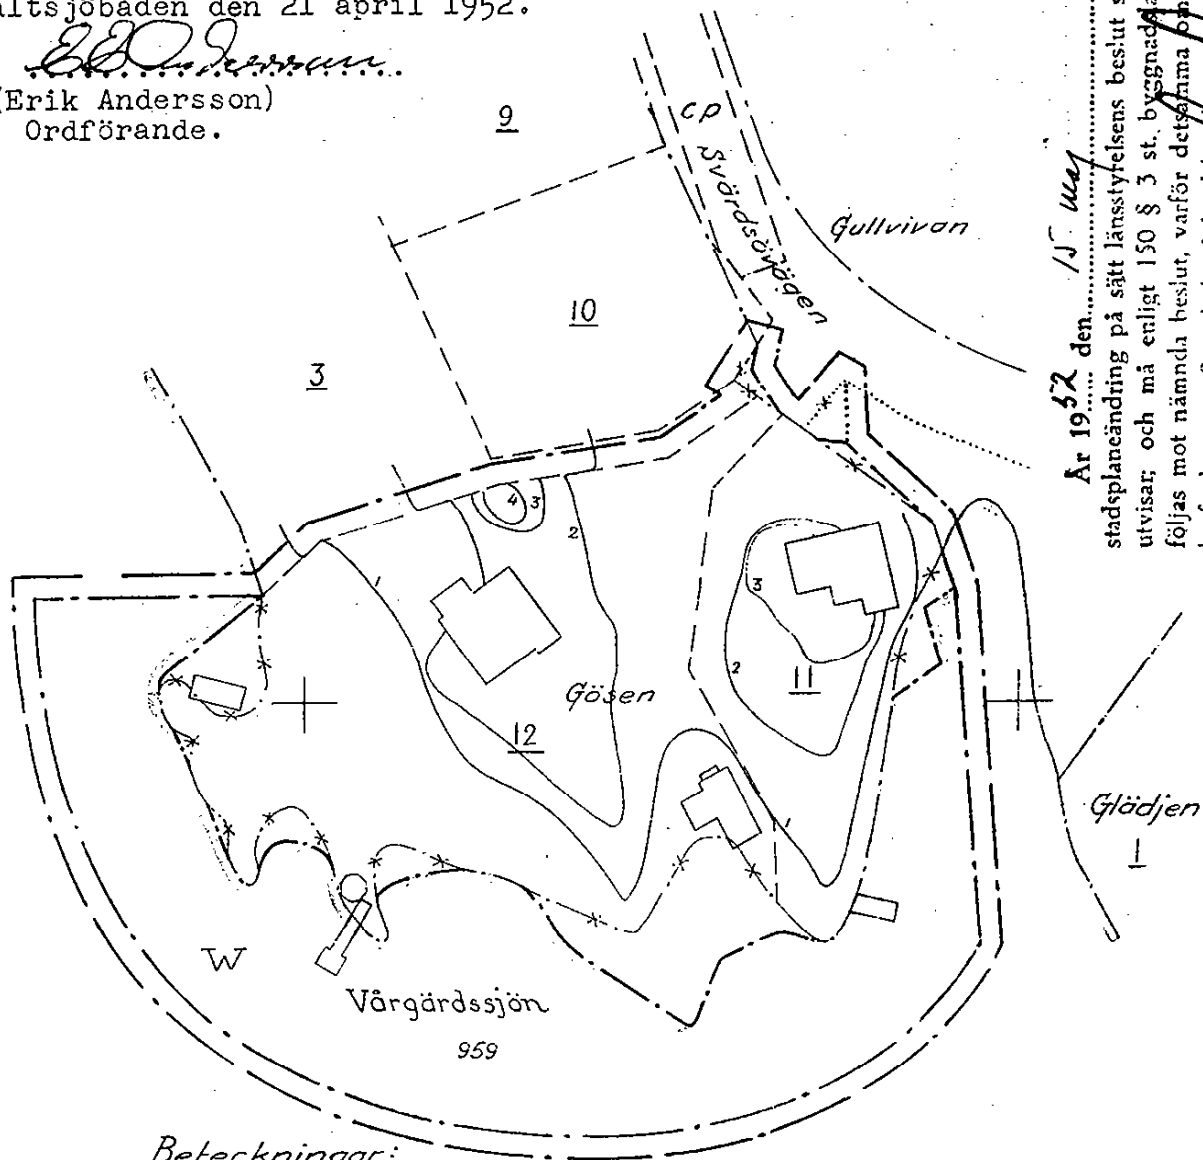 altsjöbaden den 21 april 1952.
(Erik Andersson)
Ordförande.
9
cp
Svärdsövägen
Gullvivan
10
3
4
3
2
1
3
2
11
Gösen
12
1
Glädjen
1
W
Vårgärdssjön
959
Beteckningar:
År 1952 den 15 maj
stadsplaneändring på sätt länsstyrelsens beslut
utvisar; och må enligt 150 § 3 st. byggnads
följas mot nämnda beslut, varför detsamma